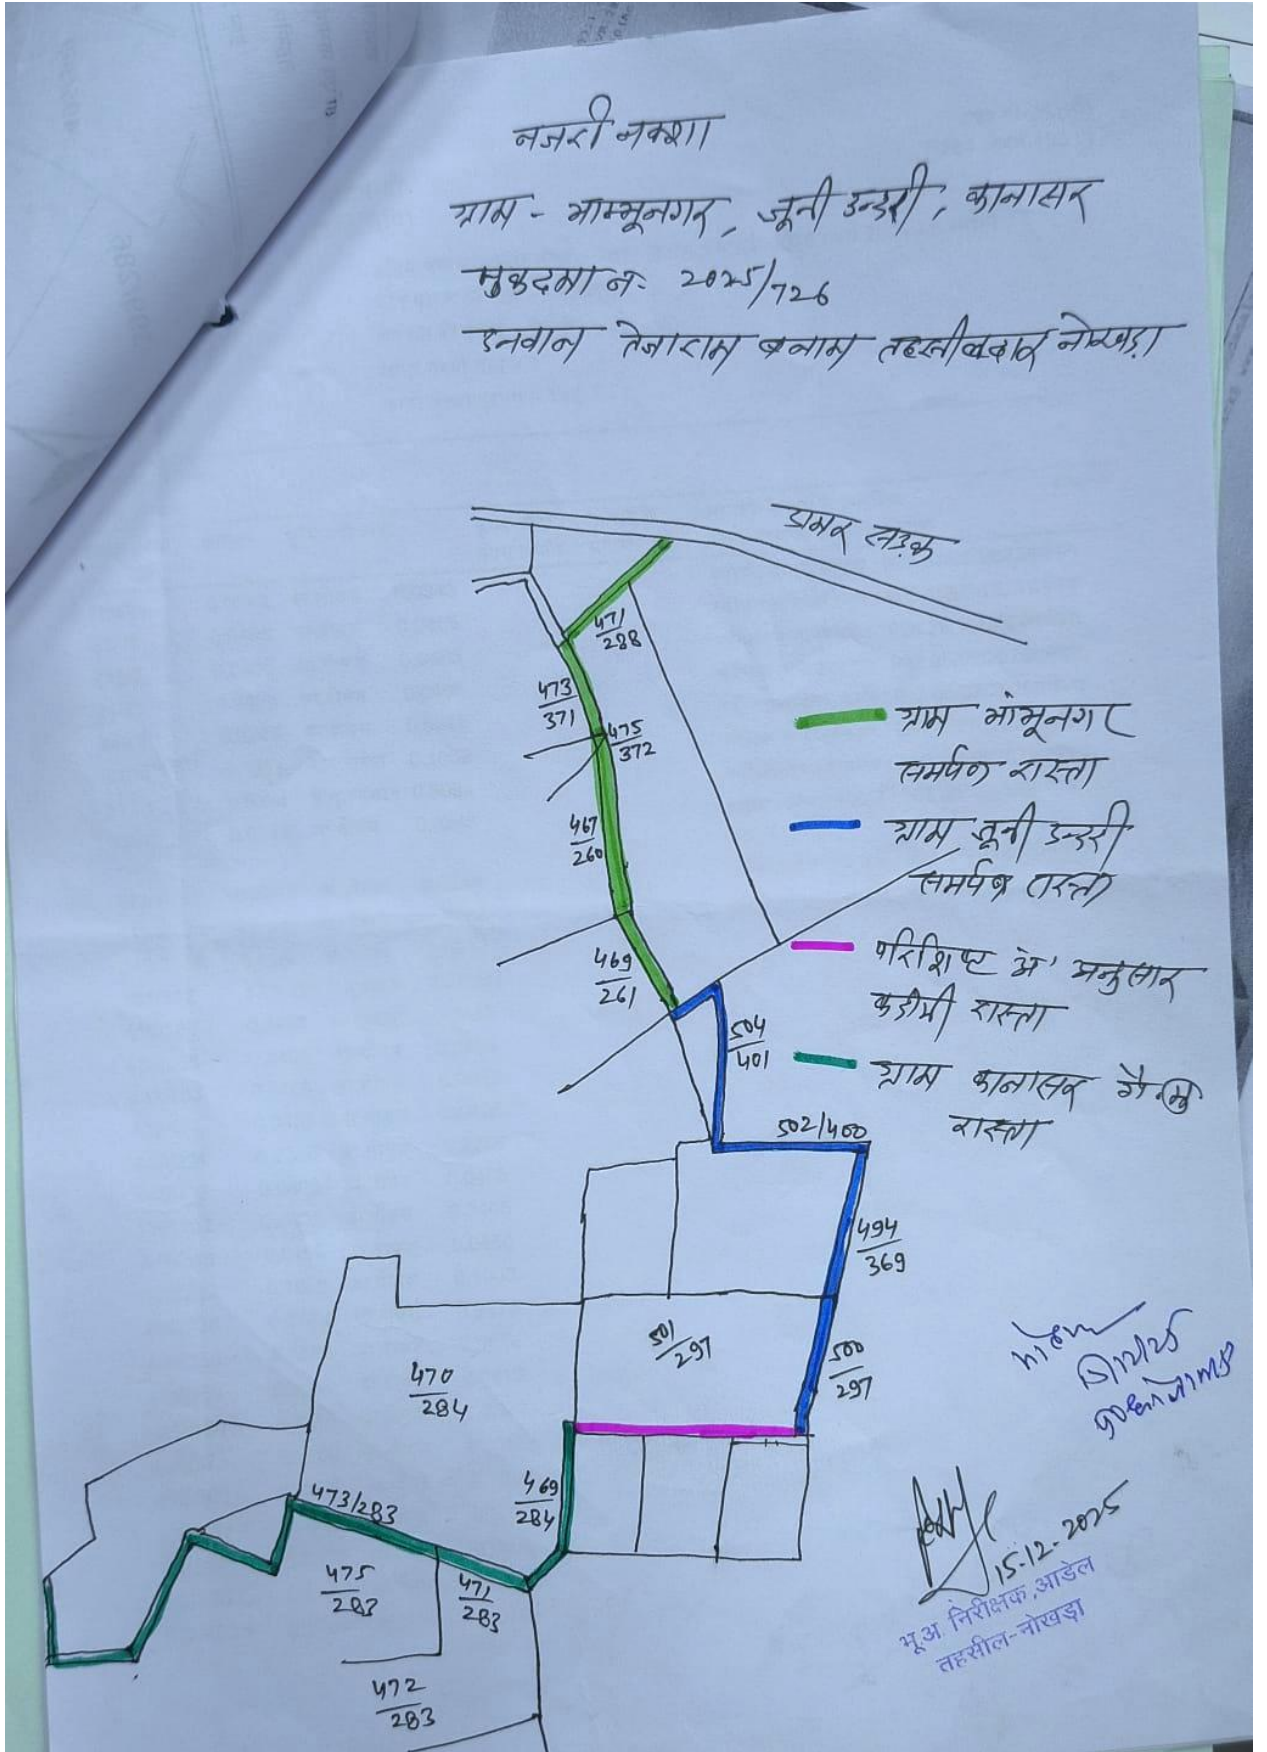 नजरी नक्शा
ग्राम - भाम्भूनगर, जूनी उन्दरी, कानासर
मुकदमा न. 2025/726
उनवान तेजाराम बनाम तहसीलदार नोखड़ा
डामर सड़क
471/288
473/371
475/372
ग्राम भांभूनगर
समर्पण रास्ता
467/260
ग्राम जूनी उन्दरी
समर्पण रास्ता
469/261
परिशिष्ट में अनुसार
कदीमी रास्ता
504/401
ग्राम कानासर गै मु
रास्ता
502/400
494/369
501/297
500/297
470/284
473/283
469/284
475/283
471/283
472/283
15-12-2025
भू.अ. निरीक्षक, आडेल
तहसील-नोखड़ा